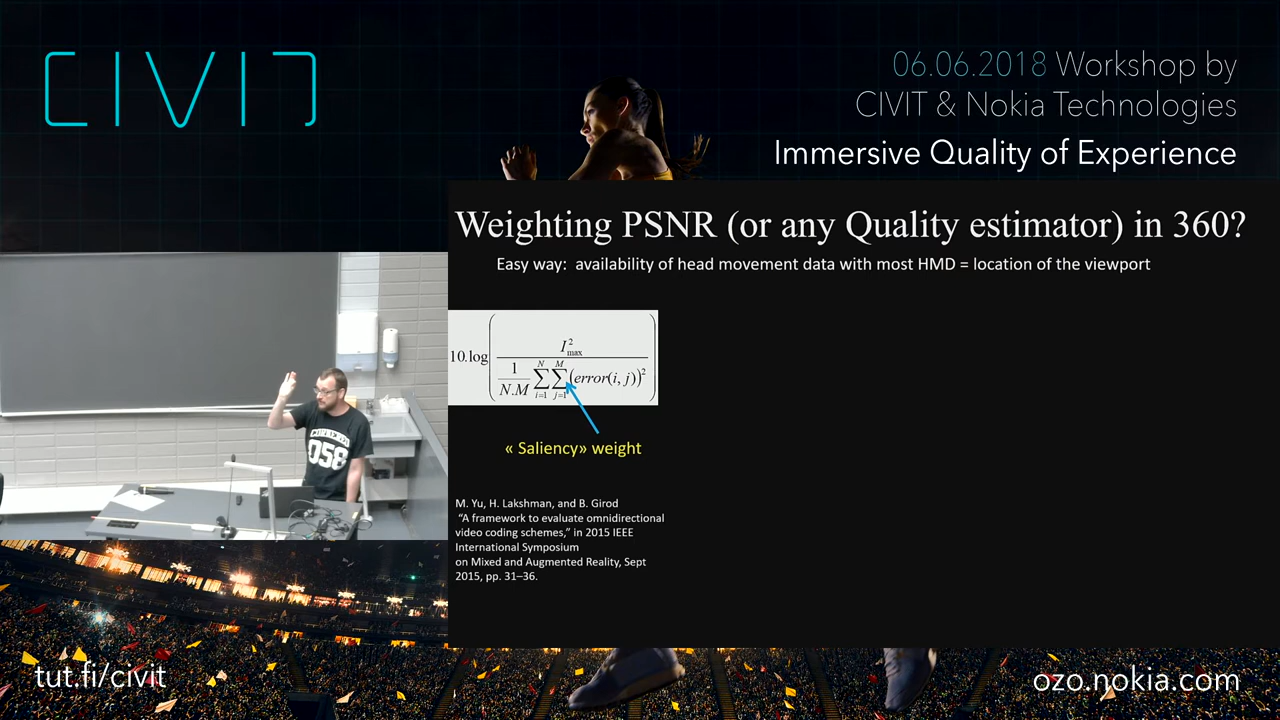 CIVIT
06.06.2018 Workshop by
CIVIT & Nokia Technologies
Immersive Quality of Experience
Weighting PSNR (or any Quality estimator) in 360?
Easy way: availability of head movement data with most HMD = location of the viewport
10.log( I²max / ( 1/N.M ∑i=1^N ∑j=1^M (error(i, j))² ) )
« Saliency» weight
M. Yu, H. Lakshman, and B. Girod
“A framework to evaluate omnidirectional
video coding schemes,” in 2015 IEEE
International Symposium
on Mixed and Augmented Reality, Sept
2015, pp. 31–36.
058
tut.fi/civit
ozo.nokia.com